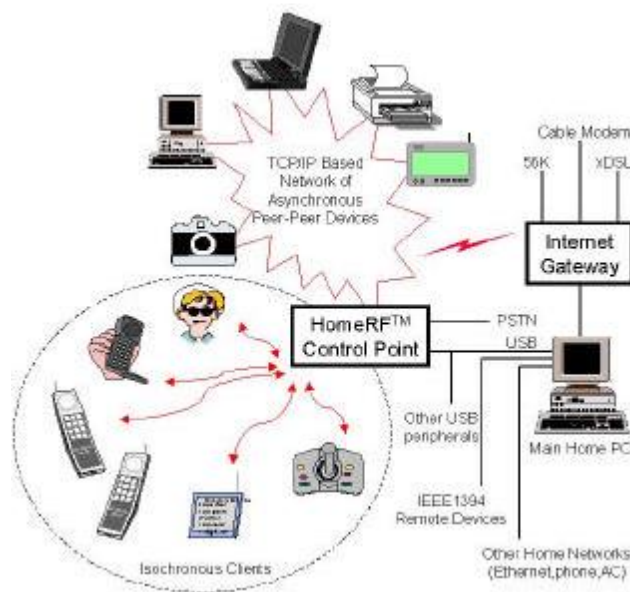 TCP/IP Based
Network of
Asynchronous
Peer-Peer Devices
Cable Modem
56K
xDSL
Internet
Gateway
HomeRF™
Control Point
PSTN
USB
Other USB
peripherals
Main Home PC
IEEE1394
Remote Devices
Other Home Networks
(Ethernet,phone,AC)
Isochronous Clients